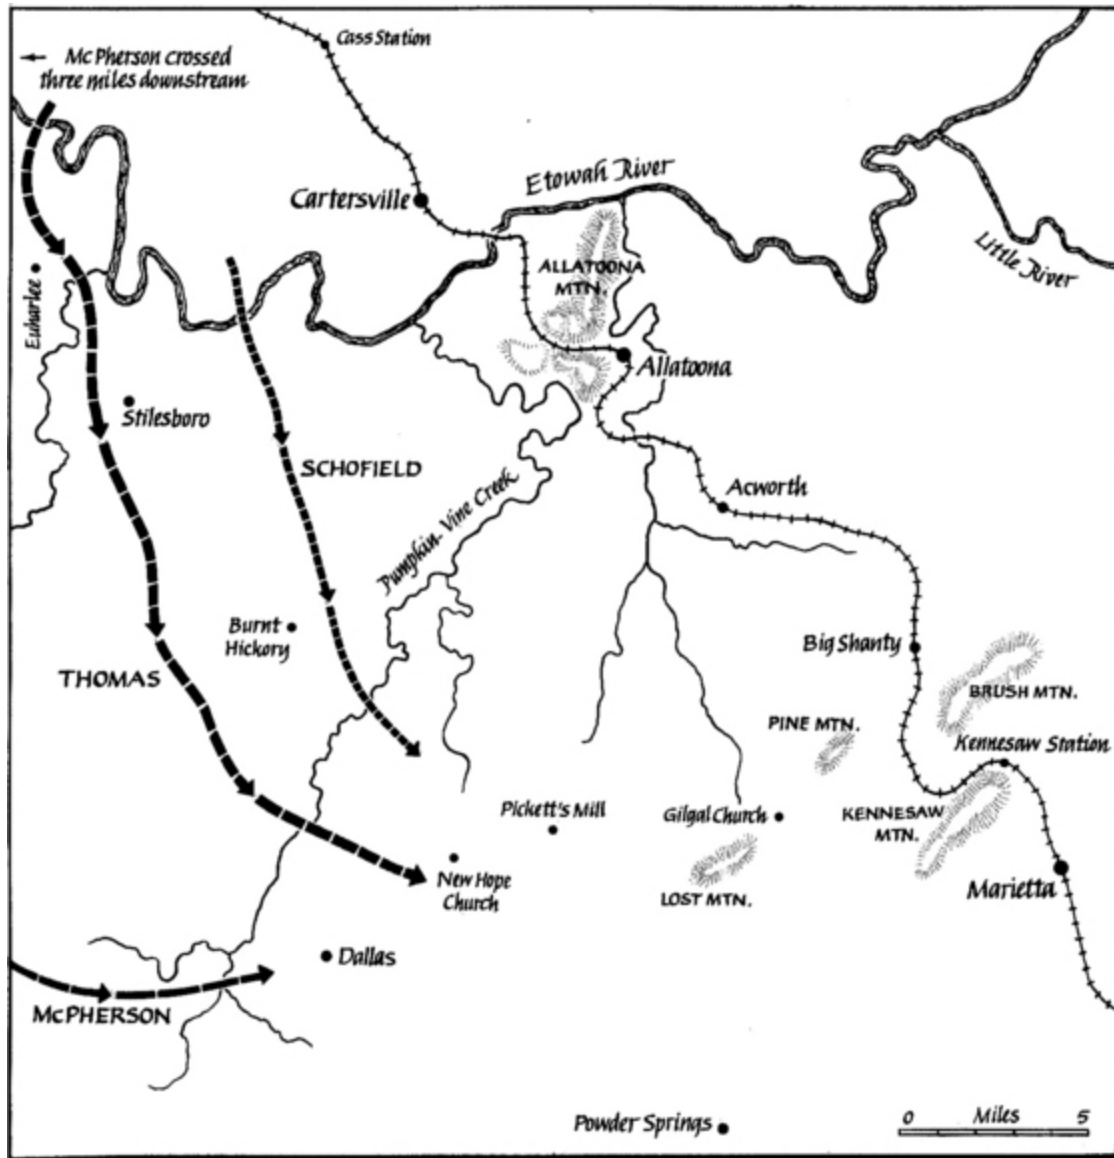 Cass Station
← McPherson crossed
three miles downstream
Etowah River
Cartersville
Little River
ALLATOONA
MTN.
Euharlee
Allatoona
Stilesboro
SCHOFIELD
Pumpkin-Vine Creek
Acworth
Burnt
Hickory
Big Shanty
THOMAS
BRUSH MTN.
PINE MTN.
Kennesaw Station
Pickett's Mill
Gilgal Church
KENNESAW
MTN.
New Hope
Church
LOST MTN.
Marietta
Dallas
McPHERSON
Powder Springs
0 Miles 5